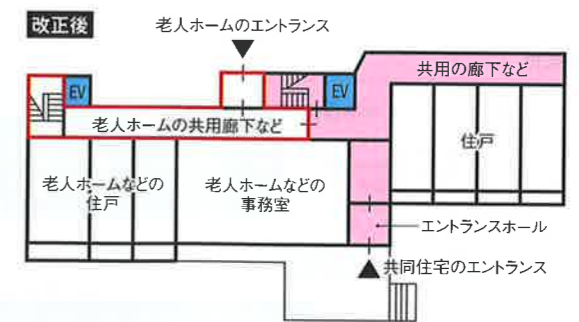 改正後
老人ホームのエントランス
EV
EV
共用の廊下など
老人ホームの共用廊下など
住戸
老人ホームなどの
住戸
老人ホームなどの
事務室
エントランスホール
共同住宅のエントランス